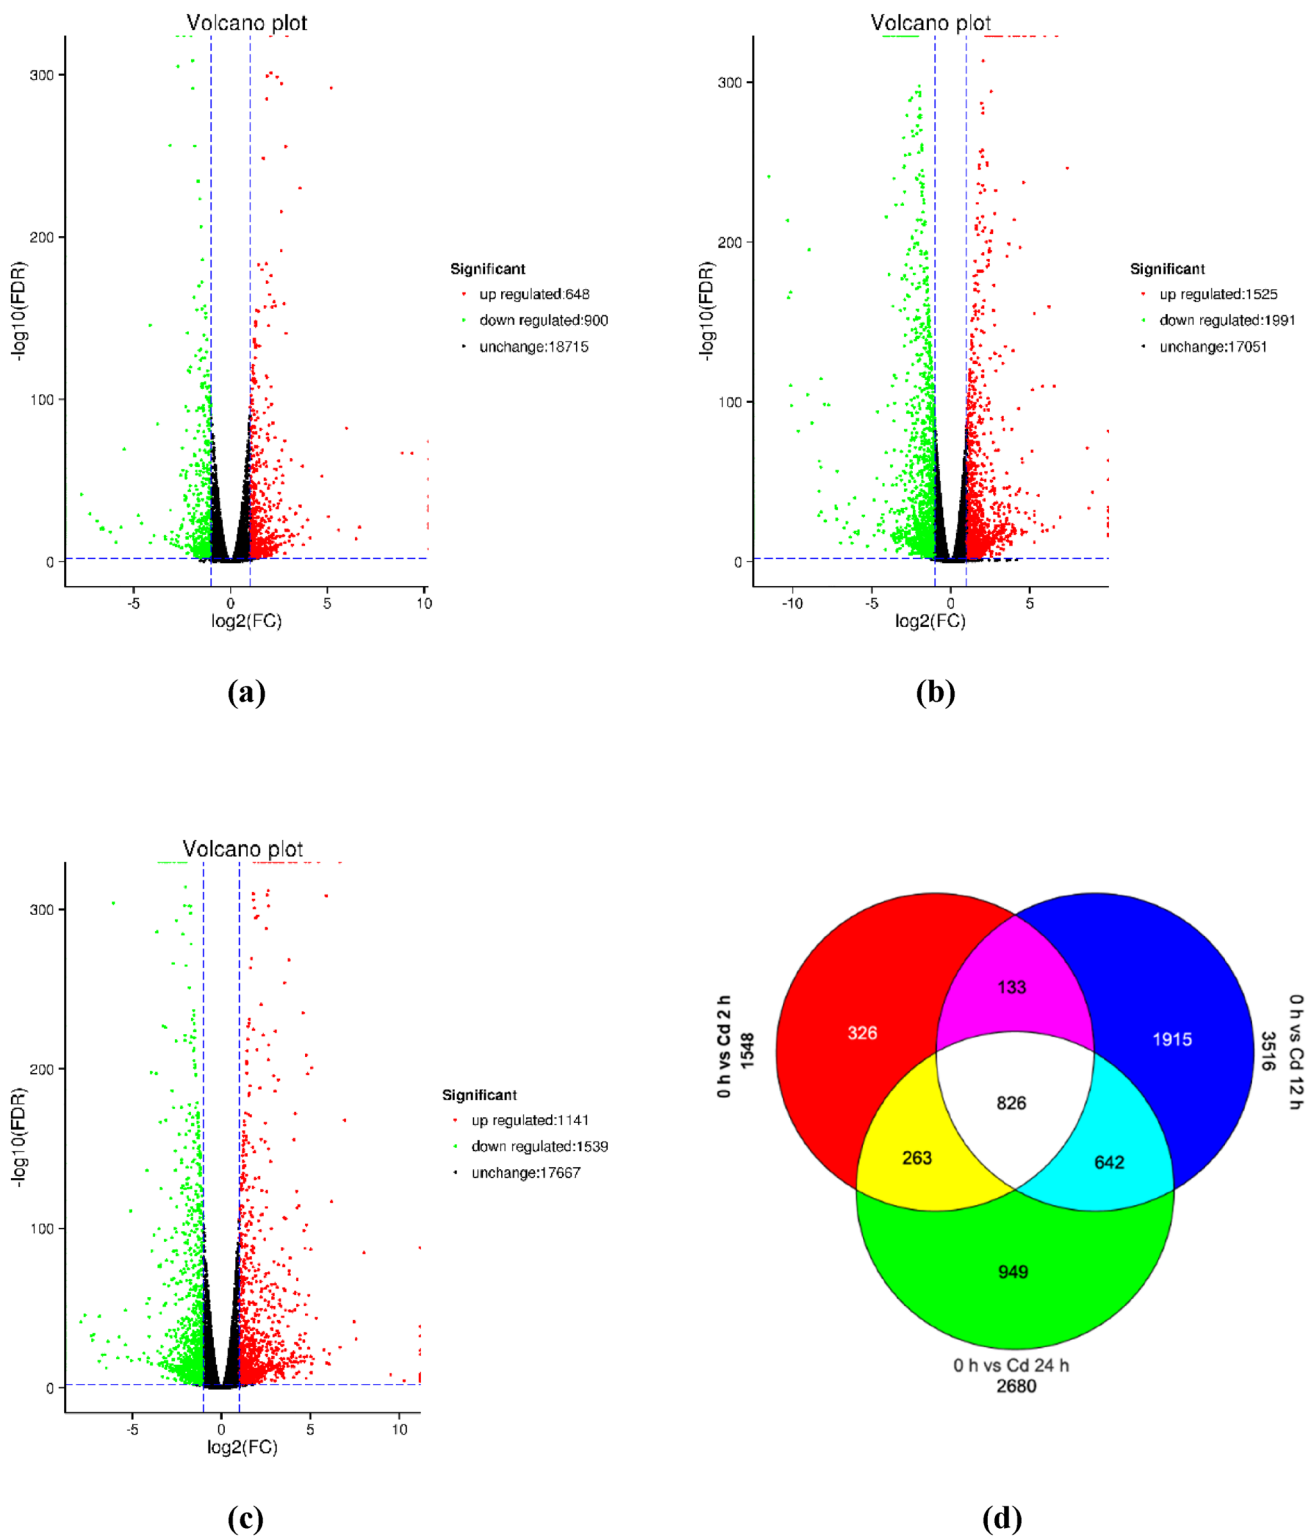 Volcano plot
300
200
100
0
-log10(FDR)
-5
0
5
10
log2(FC)
Significant
up regulated:648
down regulated:900
unchange:18715
(a)
Volcano plot
300
200
100
0
-log10(FDR)
-10
-5
0
5
log2(FC)
Significant
up regulated:1525
down regulated:1991
unchange:17051
(b)
Volcano plot
300
200
100
0
-log10(FDR)
-5
0
5
10
log2(FC)
Significant
up regulated:1141
down regulated:1539
unchange:17667
(c)
0 h vs Cd 2 h
1548
0 h vs Cd 12 h
3516
133
326
1915
826
263
642
949
0 h vs Cd 24 h
2680
(d)